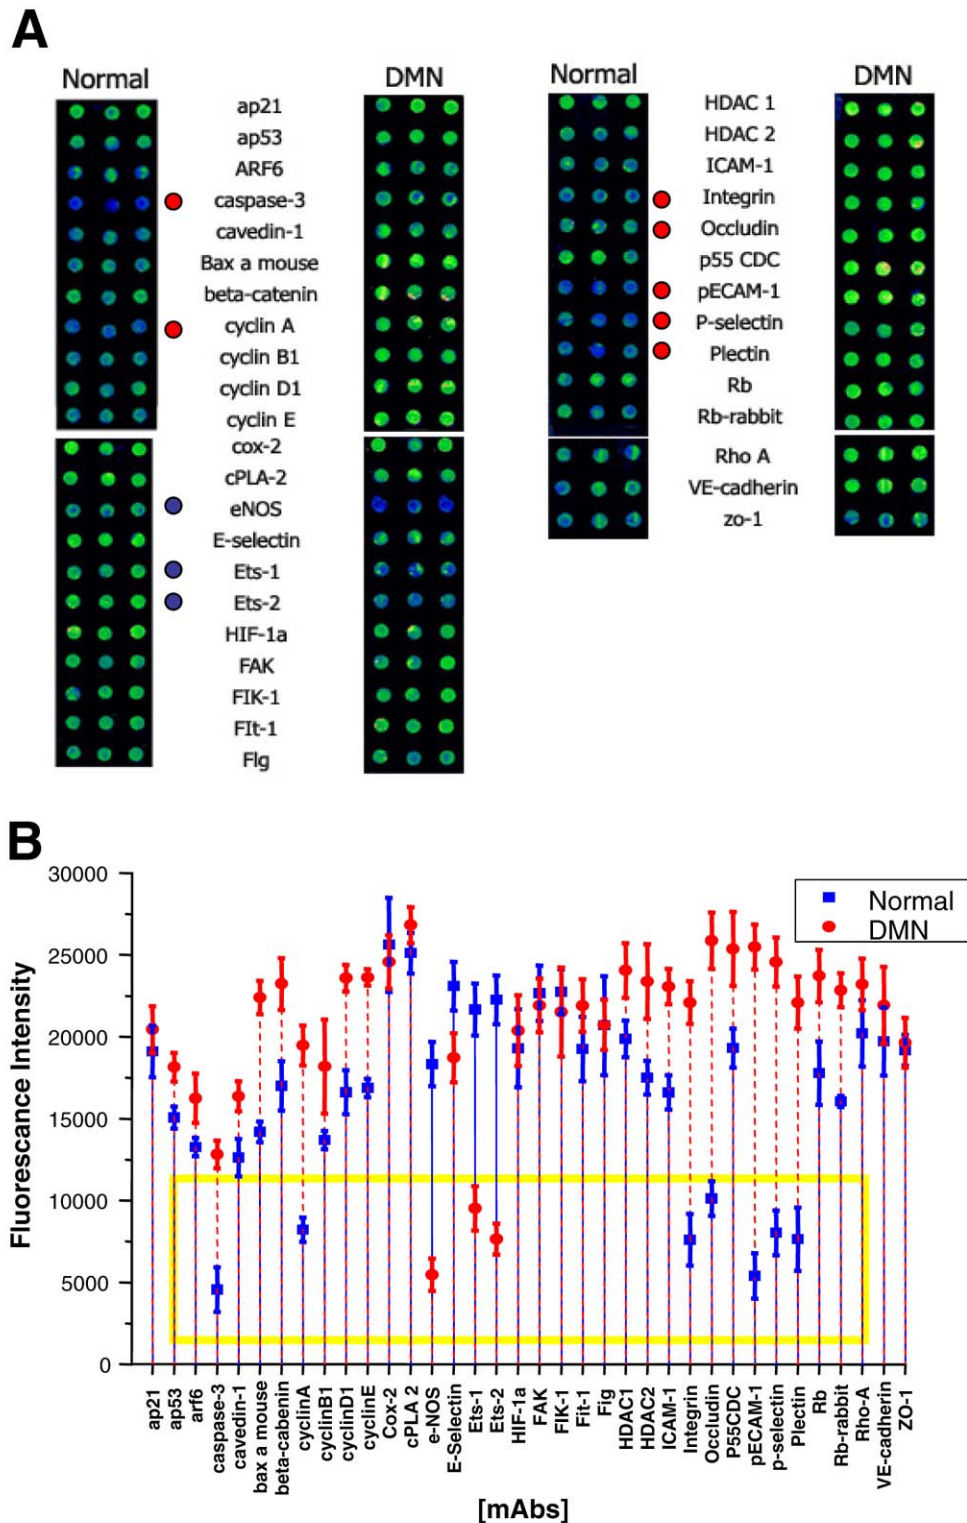 A
Normal
DMN
ap21
ap53
ARF6
caspase-3
cavedin-1
Bax a mouse
beta-catenin
cyclin A
cyclin B1
cyclin D1
cyclin E
cox-2
cPLA-2
eNOS
E-selectin
Ets-1
Ets-2
HIF-1a
FAK
FIK-1
FIt-1
Flg
Normal
DMN
HDAC 1
HDAC 2
ICAM-1
Integrin
Occludin
p55 CDC
pECAM-1
P-selectin
Plectin
Rb
Rb-rabbit
Rho A
VE-cadherin
zo-1
B
Fluorescance Intensity
30000
25000
20000
15000
10000
5000
0
Normal
DMN
ap21
ap53
arf6
caspase-3
cavedin-1
bax a mouse
beta-cabenin
cyclinA
cyclinB1
cyclinD1
cyclinE
Cox-2
cPLA 2
e-NOS
E-Selectin
Ets-1
Ets-2
HIF-1a
FAK
FIK-1
Fit-1
Fig
HDAC1
HDAC2
ICAM-1
Integrin
Occludin
P55CDC
pECAM-1
p-selectin
Plectin
Rb
Rb-rabbit
Rho-A
VE-cadherin
ZO-1
[mAbs]